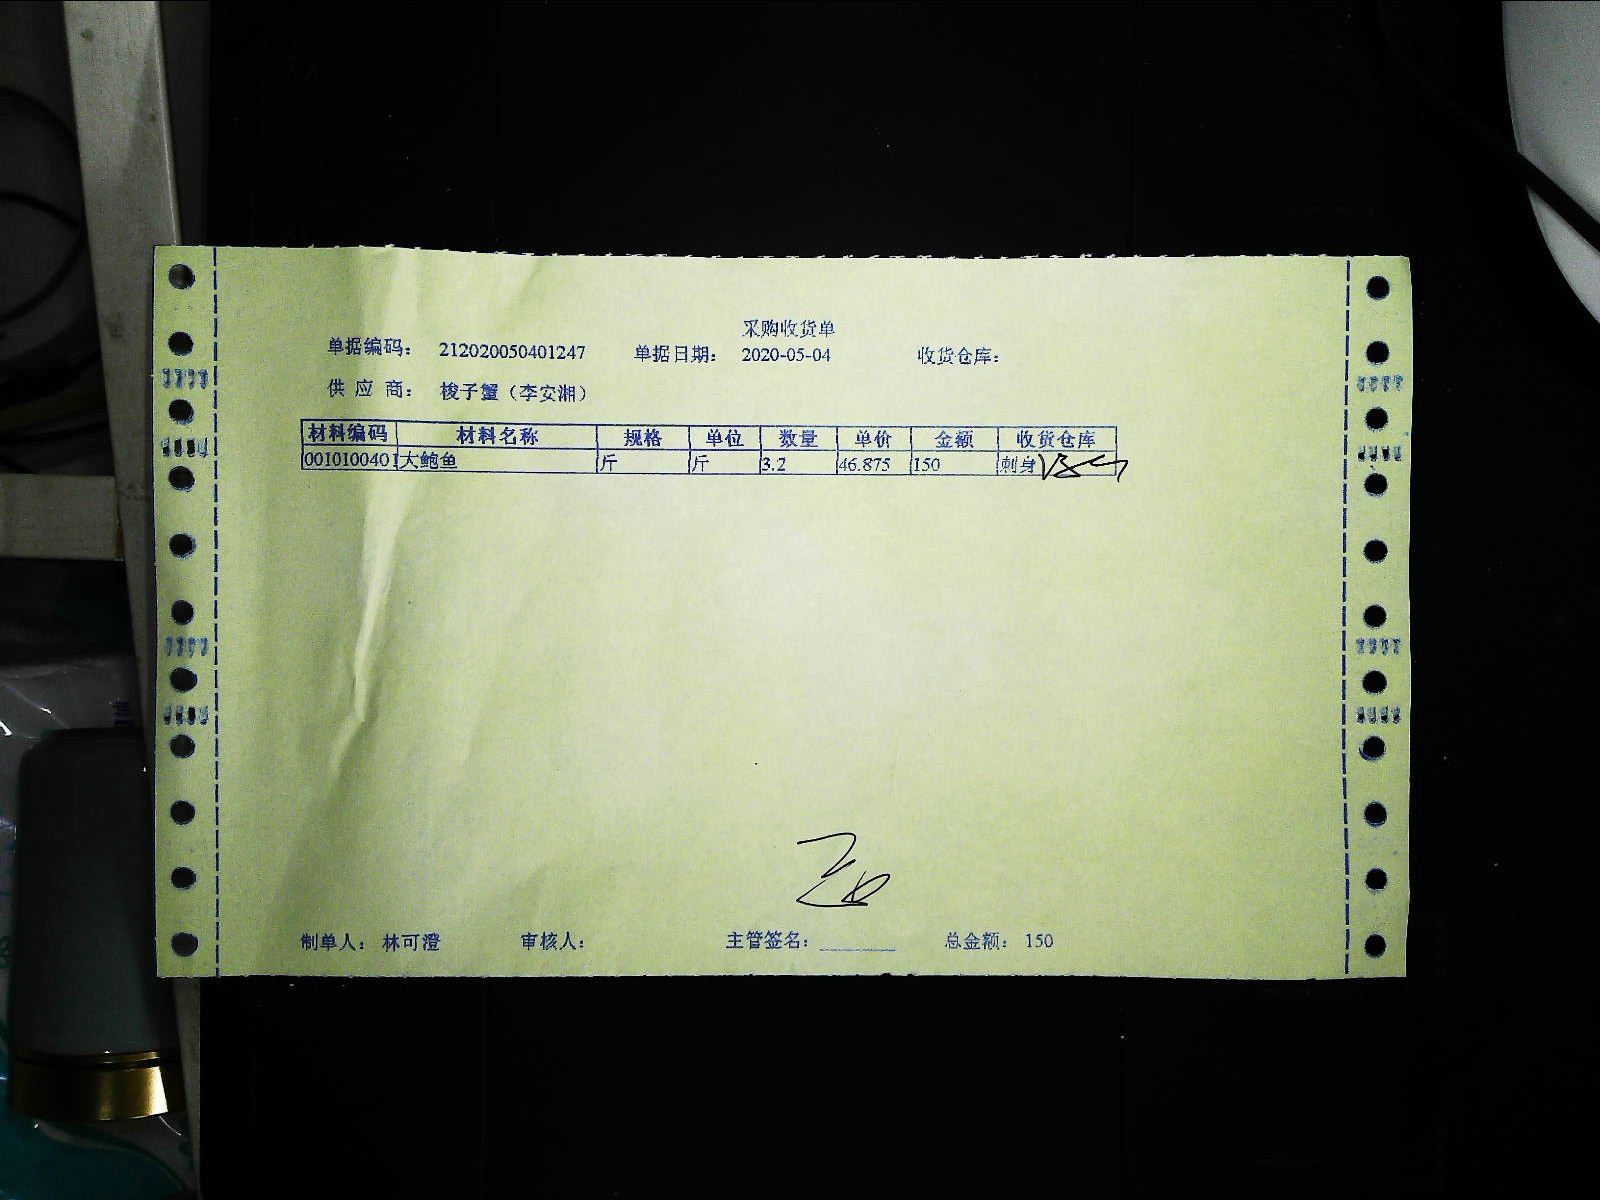 采购收货单
单据编码： 212020050401247 单据日期： 2020-05-04 收货仓库：
供 应 商： 梭子蟹（李安湘）
材料编码 材料名称 规格 单位 数量 单价 金额 收货仓库
0010100401 大鲍鱼 斤 斤 3.2 46.875 150 刺身
制单人： 林可澄 审核人： 主管签名： 总金额： 150